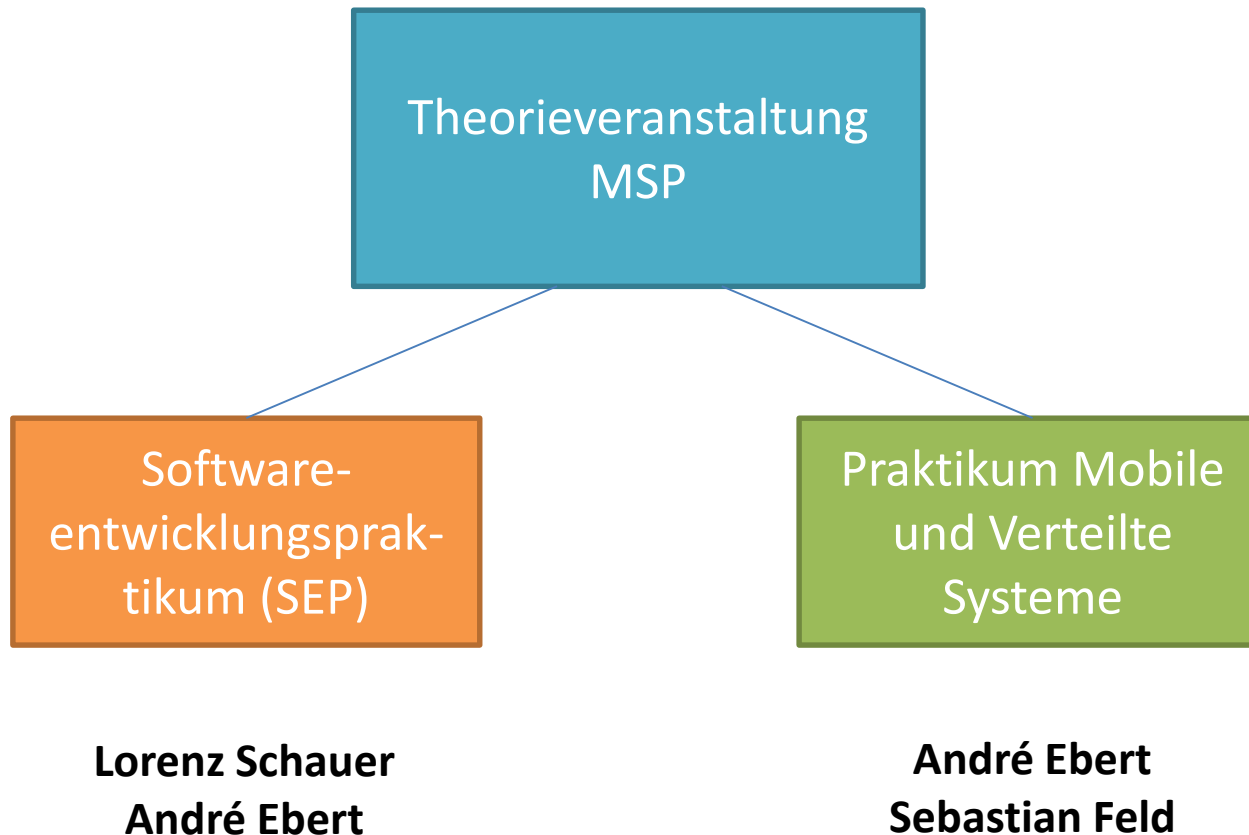 Theorieveranstaltung
MSP
Software-
entwicklungsprak-
tikum (SEP)
Praktikum Mobile
und Verteilte
Systeme
Lorenz Schauer
André Ebert
André Ebert
Sebastian Feld